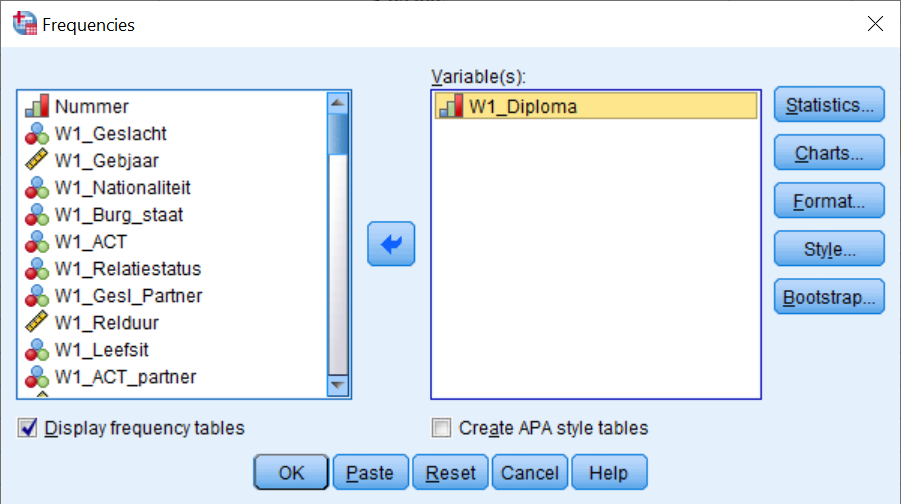 Frequencies
Variable(s):
Nummer
W1_Geslacht
W1_Gebjaar
W1_Nationaliteit
W1_Burg_staat
W1_ACT
W1_Relatiestatus
W1_Gesl_Partner
W1_Relduur
W1_Leefsit
W1_ACT_partner
W1_Diploma
Statistics...
Charts...
Format...
Style...
Bootstrap...
Display frequency tables
Create APA style tables
OK Paste Reset Cancel Help